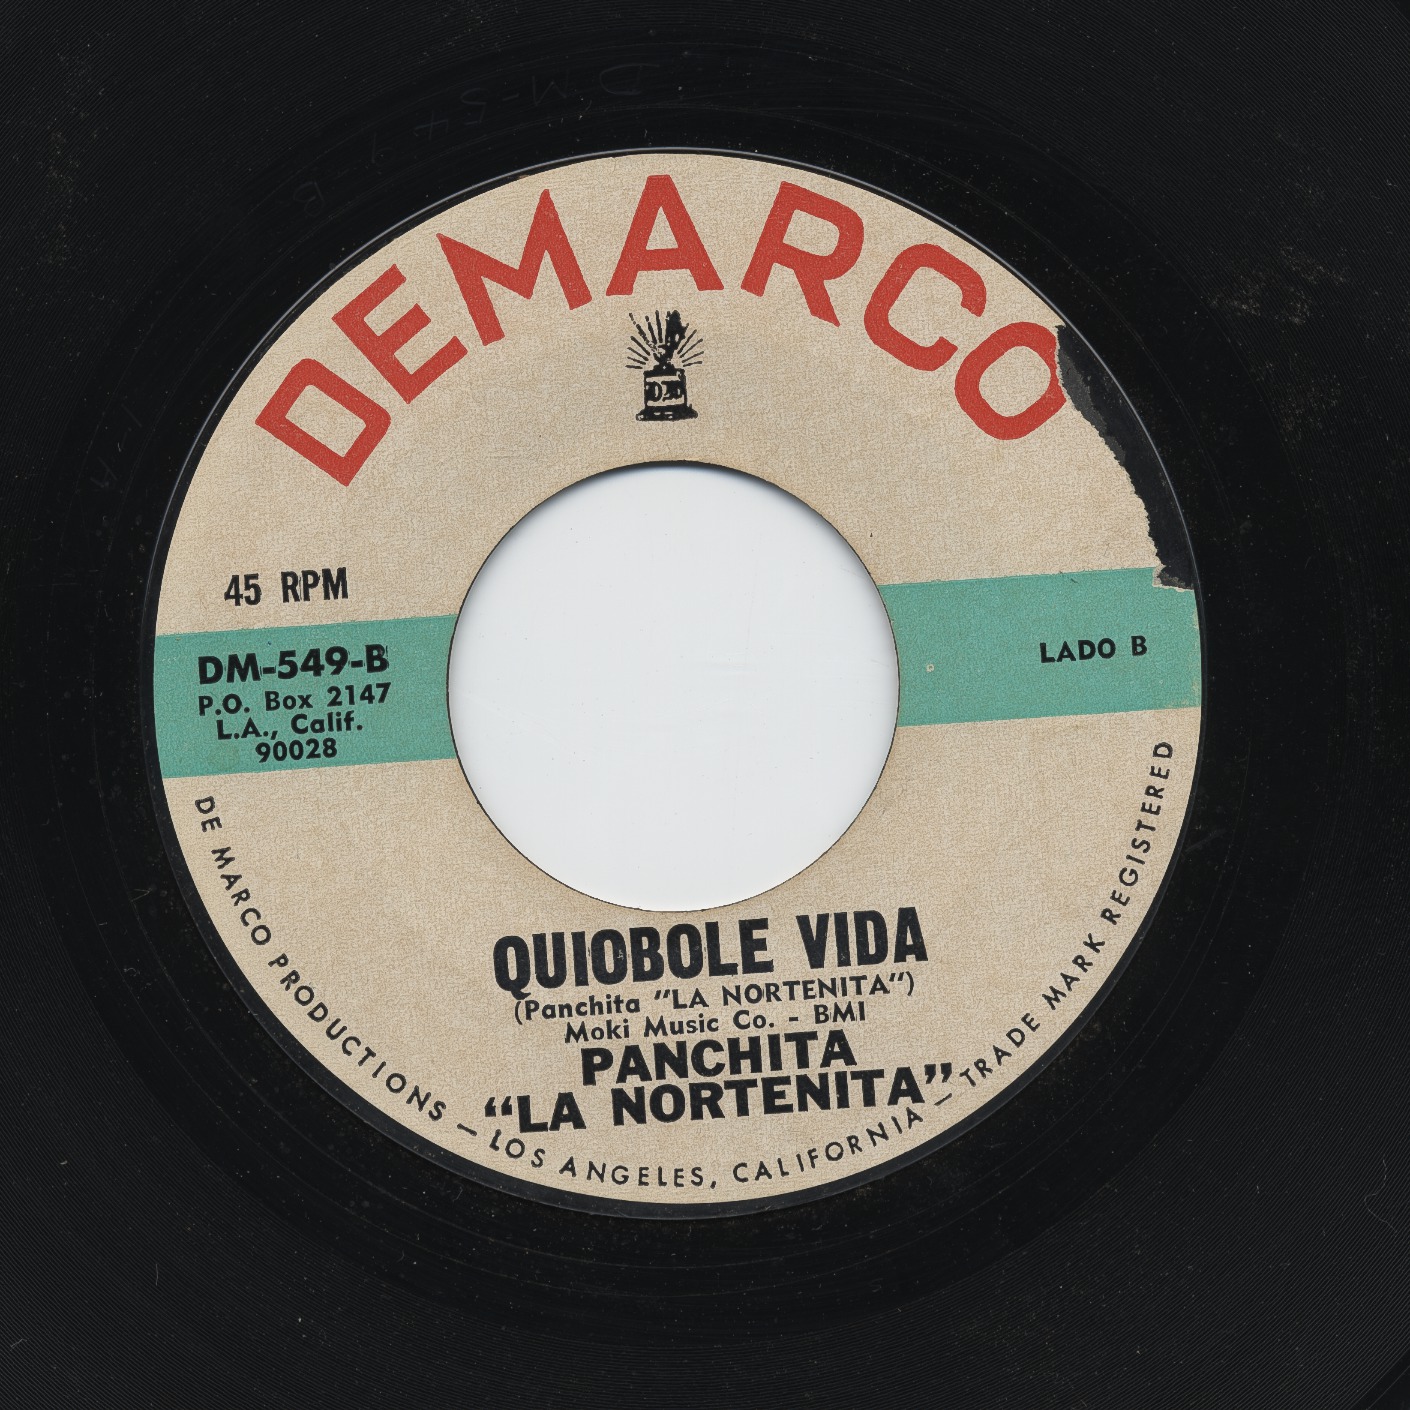 DEMARCO
45 RPM
DM-549-B
P.O. Box 2147
L.A., Calif.
90028
LADO B
QUIOBOLE VIDA
(Panchita "LA NORTENITA")
Moki Music Co. - BMI
PANCHITA
“LA NORTENITA”
DE MARCO PRODUCTIONS — LOS ANGELES, CALIFORNIA — TRADE MARK REGISTERED